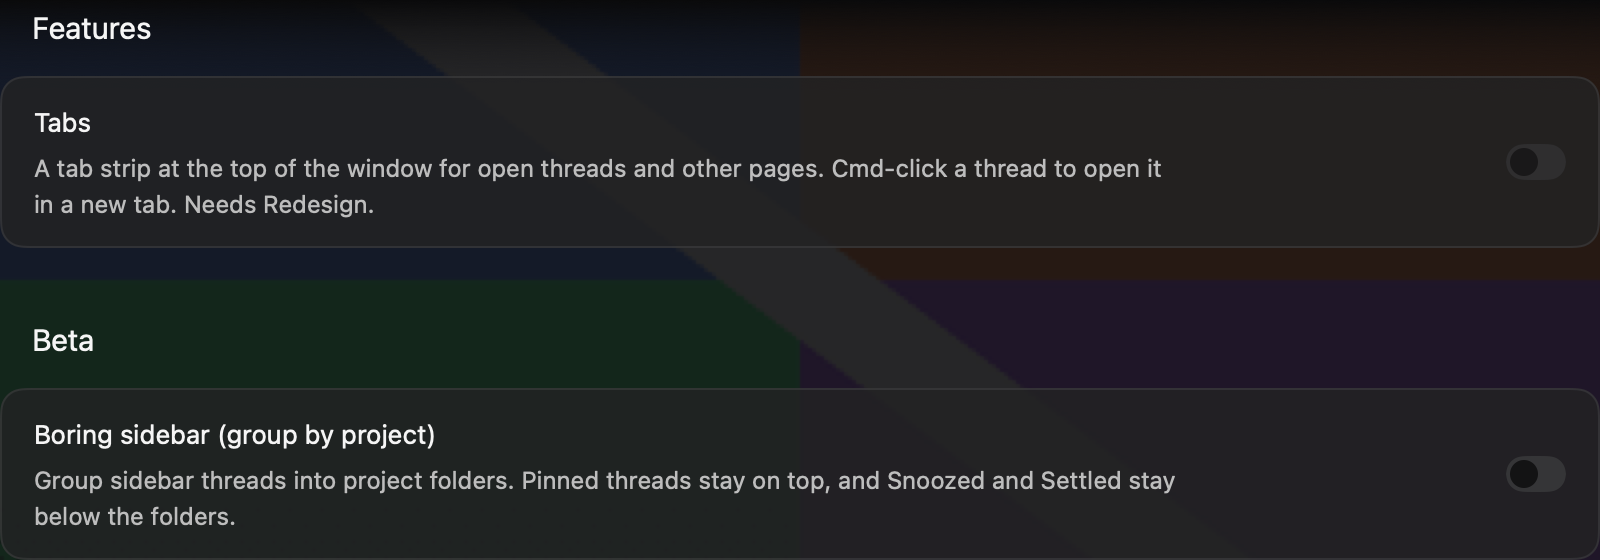 Features
Tabs
A tab strip at the top of the window for open threads and other pages. Cmd-click a thread to open it
in a new tab. Needs Redesign.
Beta
Boring sidebar (group by project)
Group sidebar threads into project folders. Pinned threads stay on top, and Snoozed and Settled stay
below the folders.